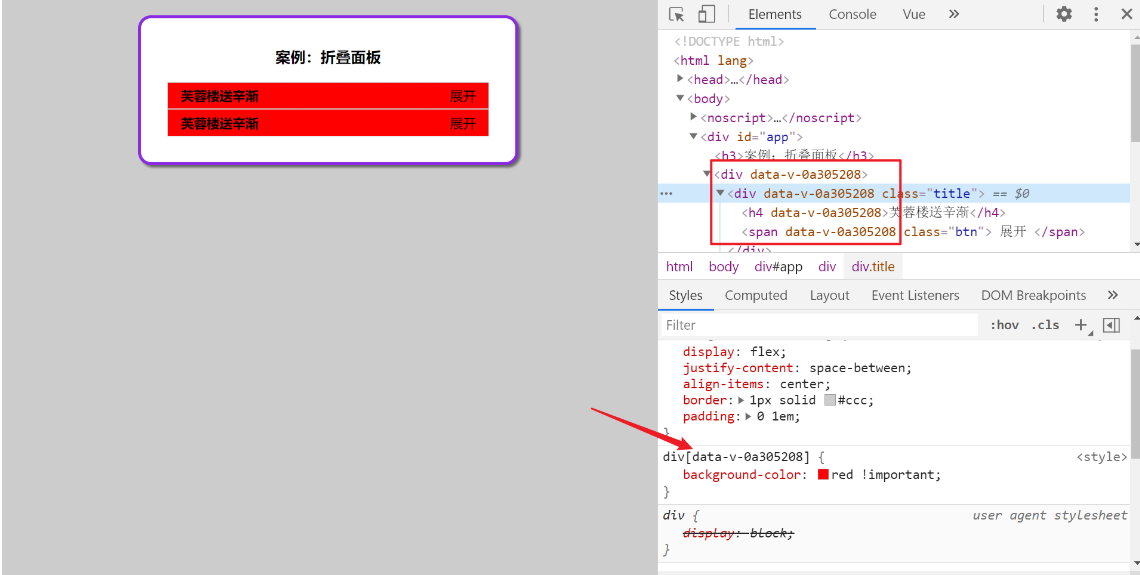 案例：折叠面板
芙蓉楼送辛渐 展开
芙蓉楼送辛渐 展开
Elements Console Vue »
<!DOCTYPE html>
<html lang>
<head>…</head>
<body>
<noscript>…</noscript>
<div id="app">
<h3>案例：折叠面板</h3>
<div data-v-0a305208>
<div data-v-0a305208 class="title"> == $0
<h4 data-v-0a305208>芙蓉楼送辛渐</h4>
<span data-v-0a305208 class="btn"> 展开 </span>
</div>
html body div#app div div.title
Styles Computed Layout Event Listeners DOM Breakpoints »
Filter :hov .cls +
display: flex;
justify-content: space-between;
align-items: center;
border: 1px solid #ccc;
padding: 0 1em;
}
div[data-v-0a305208] { <style>
background-color: red !important;
}
div { user agent stylesheet
display: block;
}